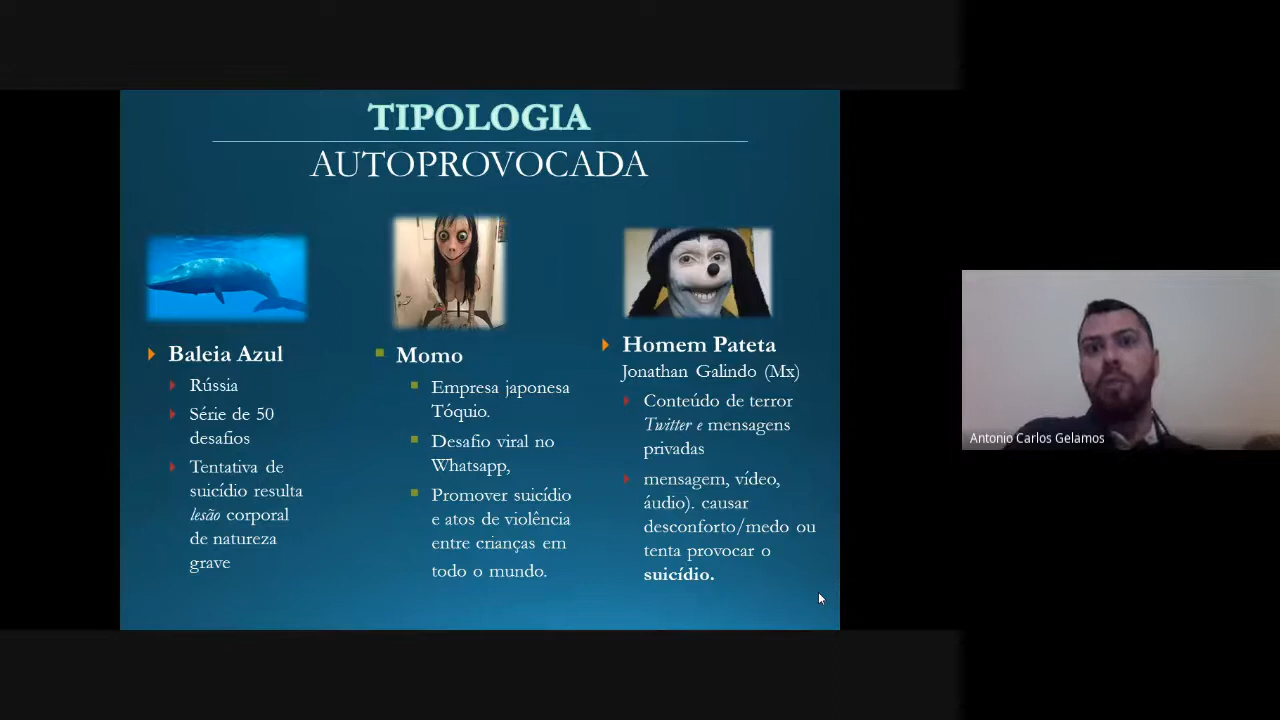 TIPOLOGIA
AUTOPROVOCADA
Baleia Azul
Rússia
Série de 50
desafios
Tentativa de
suicídio resulta
lesão corporal
de natureza
grave
Momo
Empresa japonesa
Tóquio.
Desafio viral no
Whatsapp,
Promover suicídio
e atos de violência
entre crianças em
todo o mundo.
Homem Pateta
Jonathan Galindo (Mx)
Conteúdo de terror
Twitter e mensagens
privadas
mensagem, vídeo,
áudio). causar
desconforto/medo ou
tenta provocar o
suicídio.
Antonio Carlos Gelamos